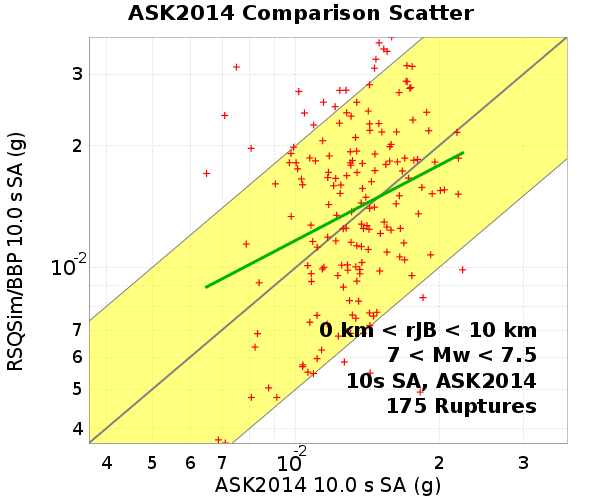 ASK2014 Comparison Scatter
RSQSim/BBP 10.0 s SA (g)
3
2
10-2
7
6
5
4
0 km < rJB < 10 km
7 < Mw < 7.5
10s SA, ASK2014
175 Ruptures
4 5 6 7 10-2 2 3
ASK2014 10.0 s SA (g)